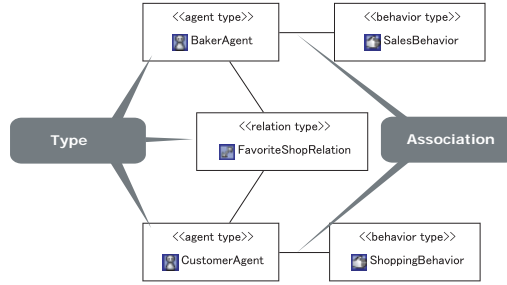 <<agent type>>
BakerAgent
<<behavior type>>
SalesBehavior
Type
<<relation type>>
FavoriteShopRelation
Association
<<agent type>>
CustomerAgent
<<behavior type>>
ShoppingBehavior